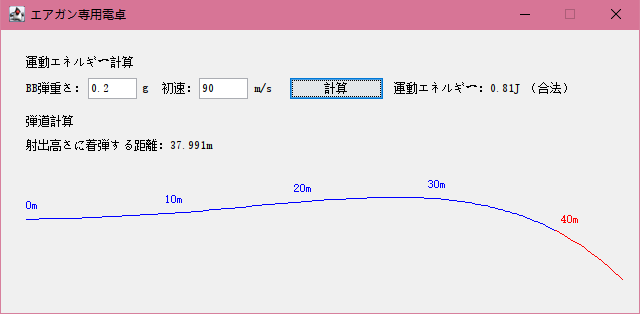 エアガン専用電卓
運動エネルギー計算
BB弾重さ： 0.2 g 初速： 90 m/s 計算 運動エネルギー：0.81J （合法）
弾道計算
射出高さに着弾する距離：37.991m
0m 10m 20m 30m 40m